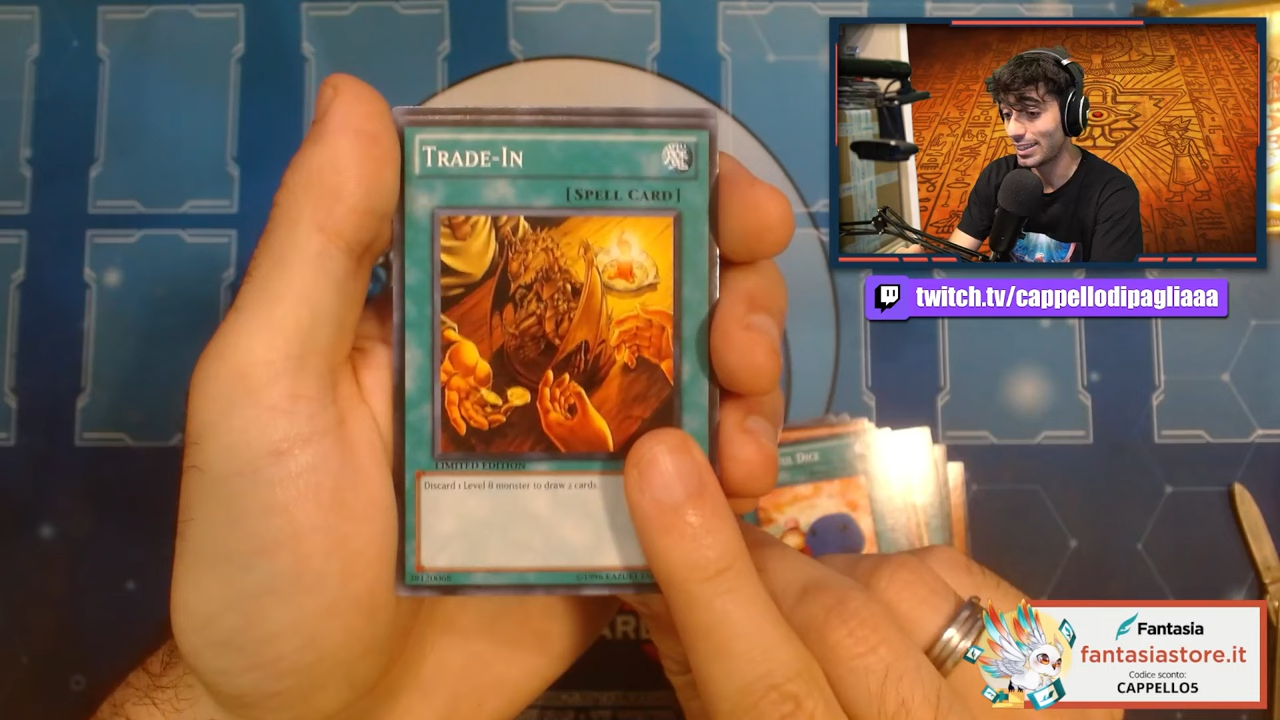 TRADE-IN
[SPELL CARD]
LIMITED EDITION
Discard 1 Level 8 monster to draw 2 cards.
DICE
twitch.tv/cappellodipagliaaa
Fantasia
fantasiastore.it
Codice sconto:
CAPPELLO5